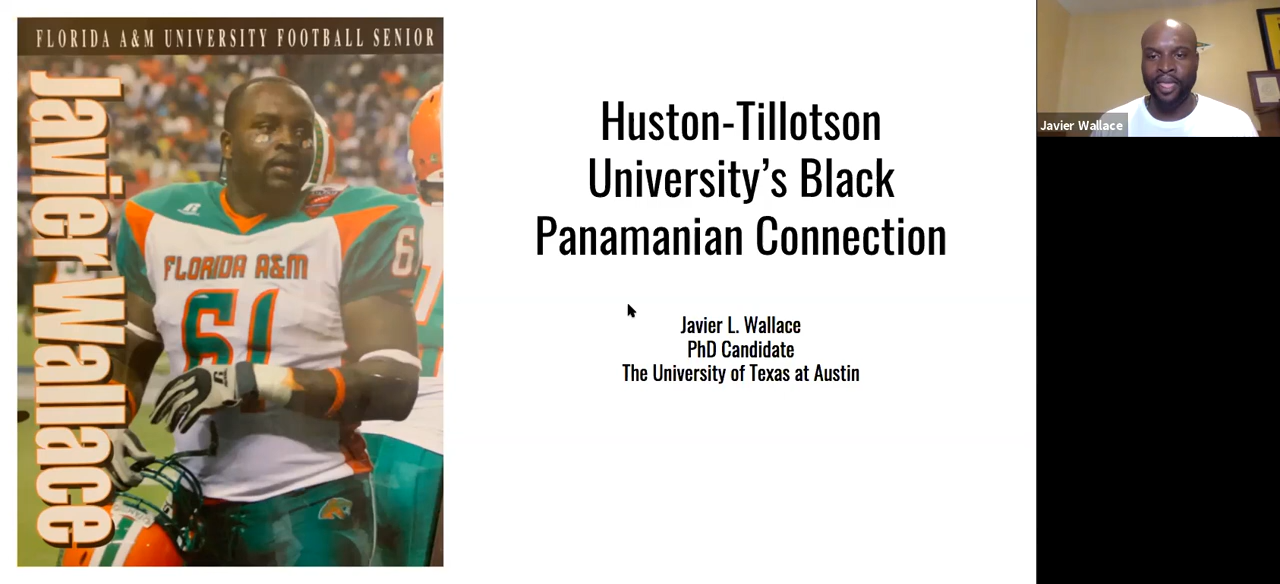 FLORIDA A&M UNIVERSITY FOOTBALL SENIOR
Javier Wallace
FLORIDA A&M
61
61
Huston-Tillotson
University’s Black
Panamanian Connection
Javier L. Wallace
PhD Candidate
The University of Texas at Austin
Javier Wallace